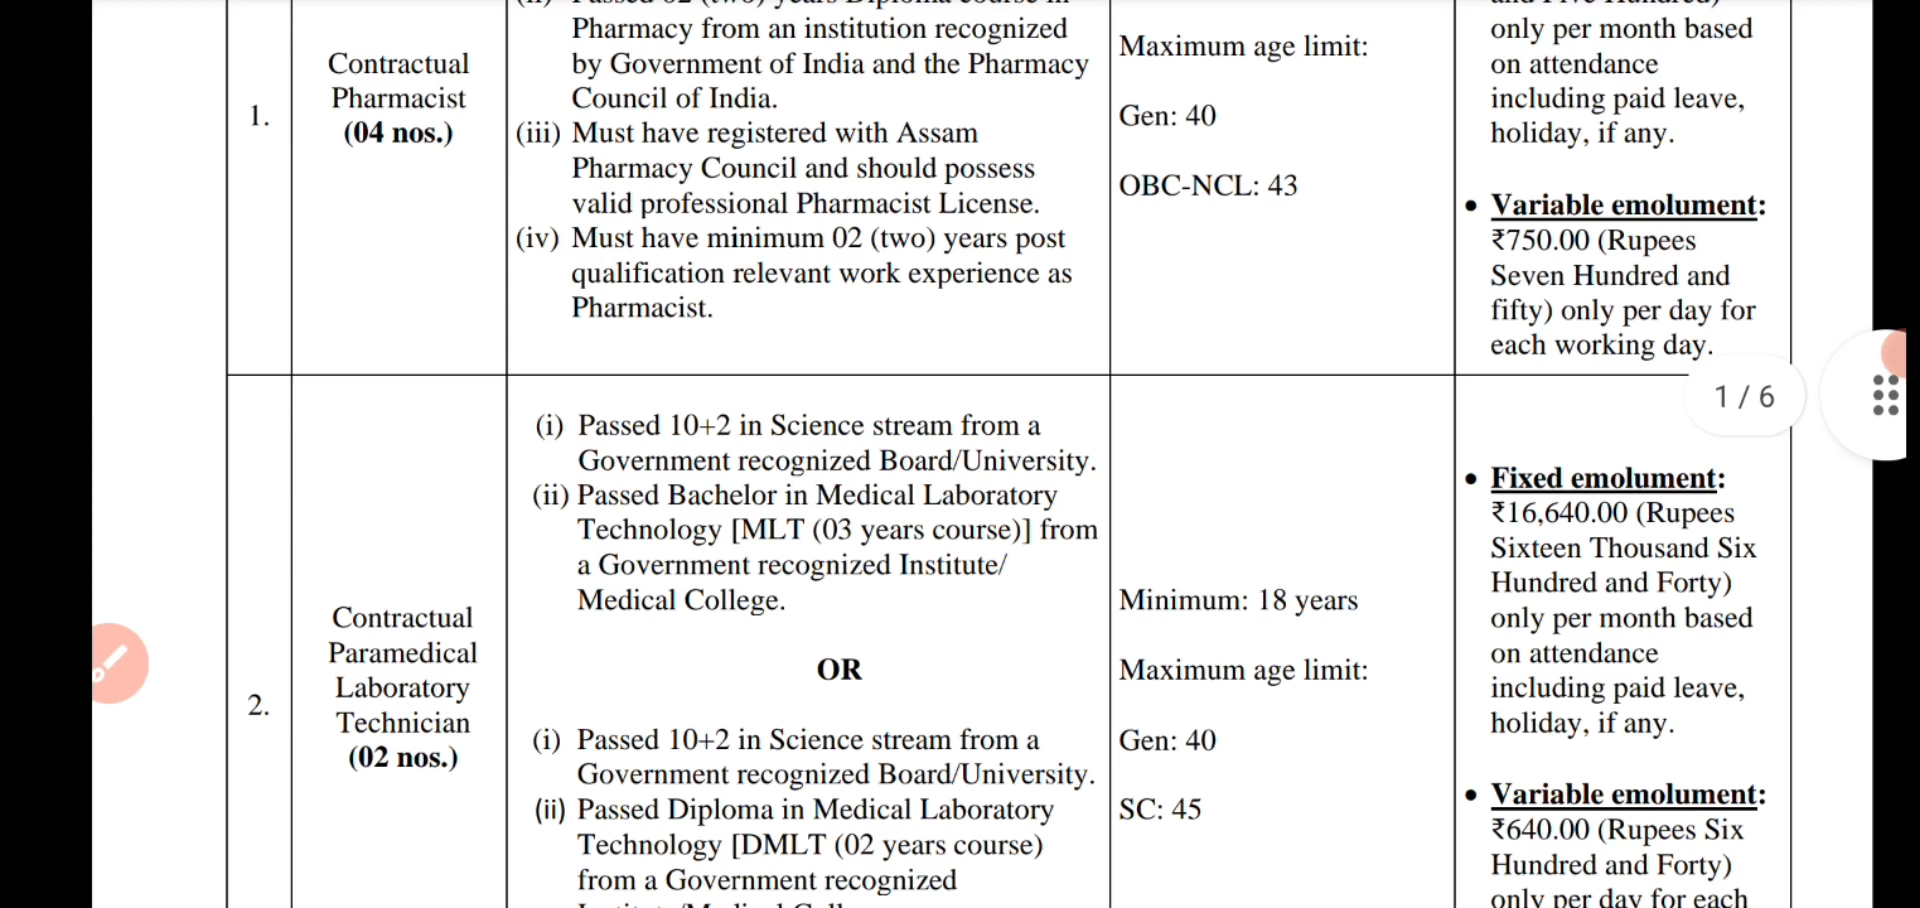 Pharmacy from an institution recognized
by Government of India and the Pharmacy
Council of India.
(iii) Must have registered with Assam
Pharmacy Council and should possess
valid professional Pharmacist License.
(iv) Must have minimum 02 (two) years post
qualification relevant work experience as
Pharmacist.
1.
Contractual
Pharmacist
(04 nos.)
Maximum age limit:
Gen: 40
OBC-NCL: 43
only per month based
on attendance
including paid leave,
holiday, if any.
• Variable emolument:
₹750.00 (Rupees
Seven Hundred and
fifty) only per day for
each working day.
1 / 6
2.
Contractual
Paramedical
Laboratory
Technician
(02 nos.)
(i) Passed 10+2 in Science stream from a
Government recognized Board/University.
(ii) Passed Bachelor in Medical Laboratory
Technology [MLT (03 years course)] from
a Government recognized Institute/
Medical College.
OR
(i) Passed 10+2 in Science stream from a
Government recognized Board/University.
(ii) Passed Diploma in Medical Laboratory
Technology [DMLT (02 years course)
from a Government recognized
Minimum: 18 years
Maximum age limit:
Gen: 40
SC: 45
• Fixed emolument:
₹16,640.00 (Rupees
Sixteen Thousand Six
Hundred and Forty)
only per month based
on attendance
including paid leave,
holiday, if any.
• Variable emolument:
₹640.00 (Rupees Six
Hundred and Forty)
only per day for each